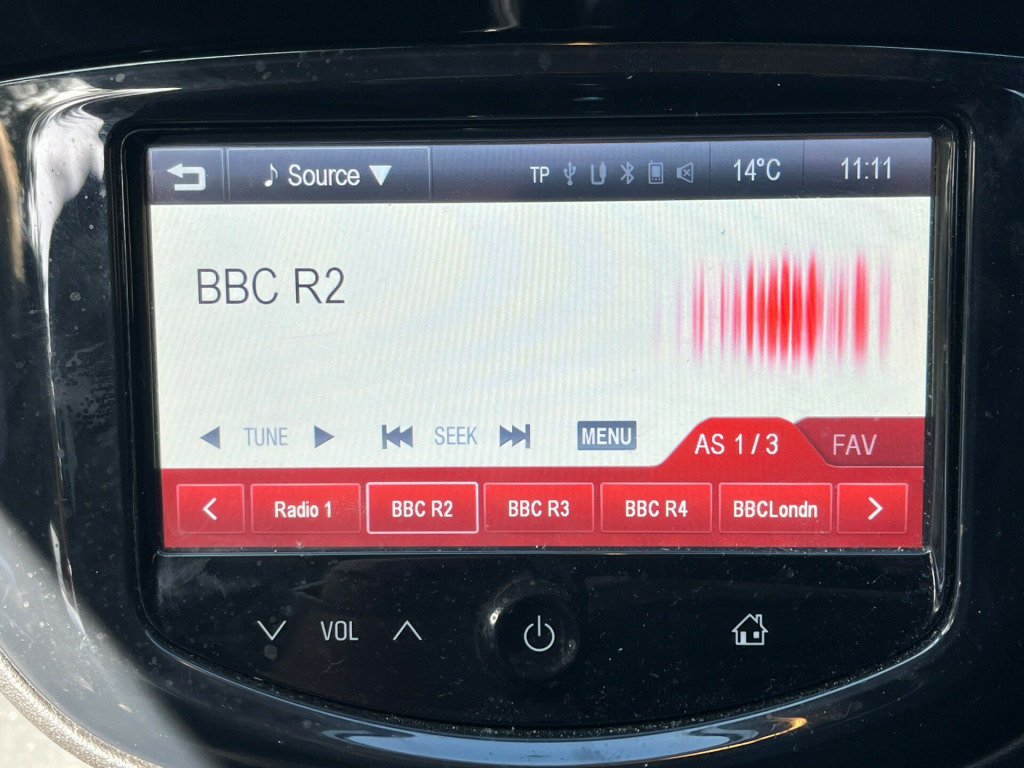 Source TP 14°C 11:11
BBC R2
TUNE SEEK MENU AS 1/3 FAV
Radio 1 BBC R2 BBC R3 BBC R4 BBCLondn
VOL